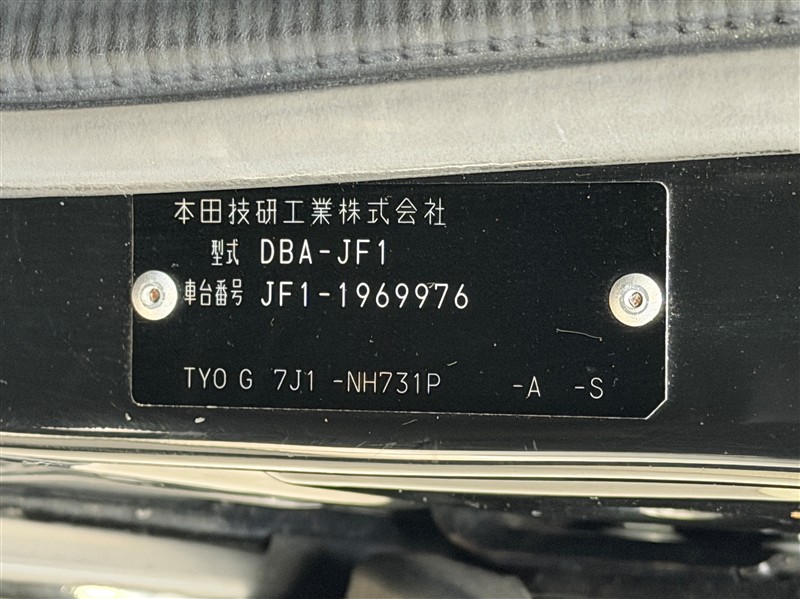 本田技研工業株式会社
型式 DBA-JF1
車台番号 JF1-1969976
TYO G 7J1 -NH731P -A -S